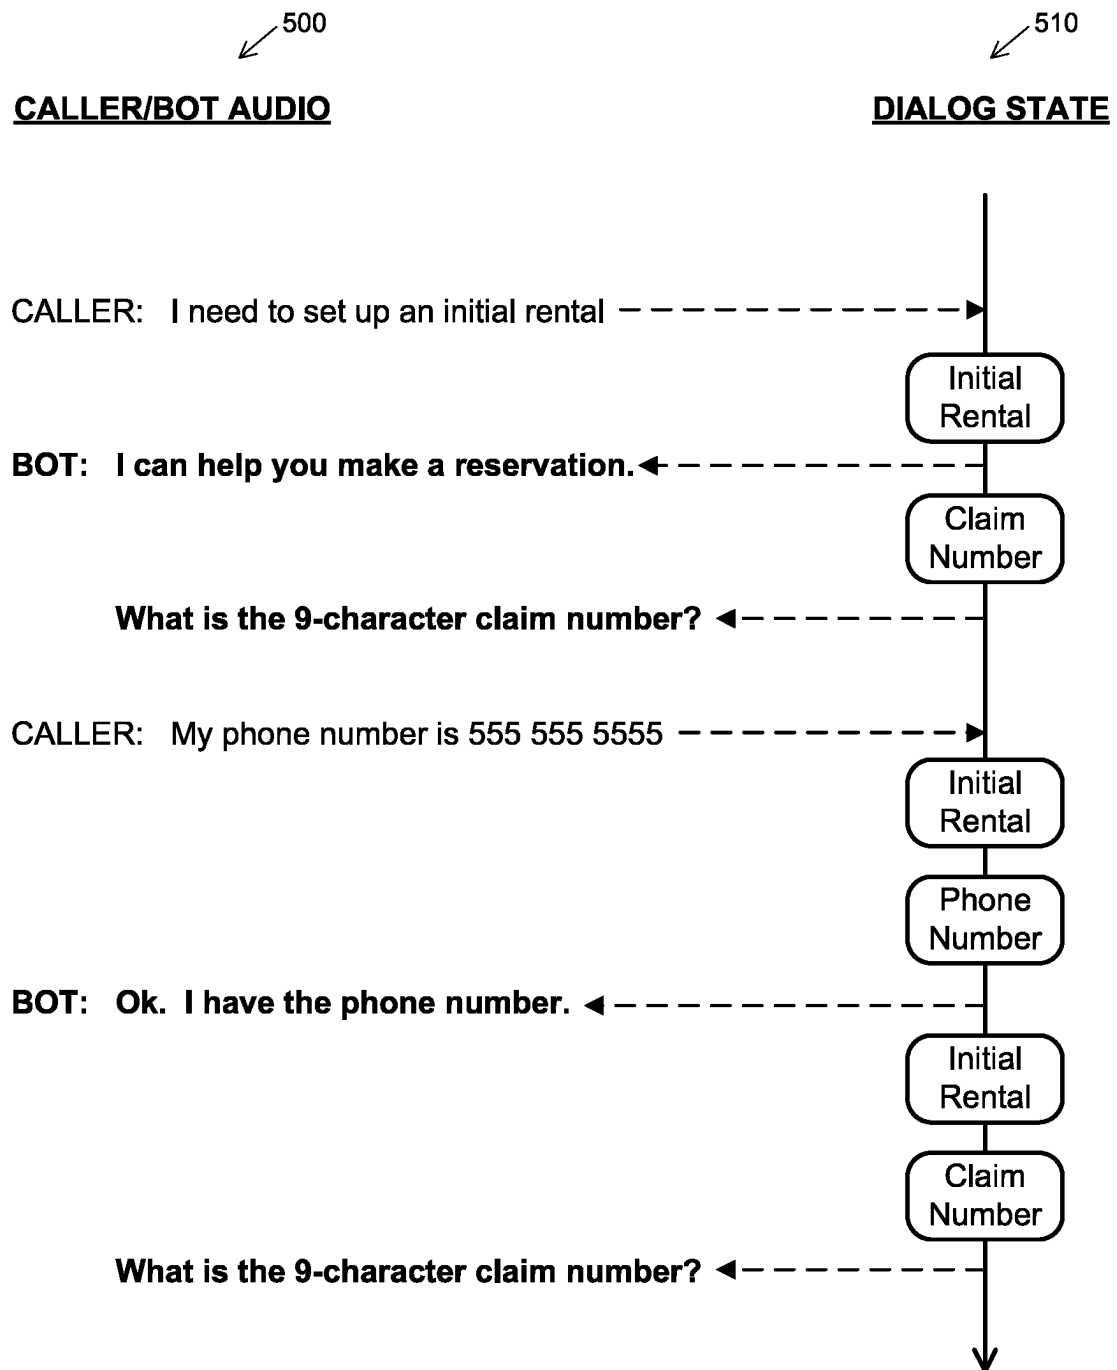 500
510
CALLER/BOT AUDIO
DIALOG STATE
CALLER: I need to set up an initial rental
Initial
Rental
BOT: I can help you make a reservation.
Claim
Number
What is the 9-character claim number?
CALLER: My phone number is 555 555 5555
Initial
Rental
Phone
Number
BOT: Ok. I have the phone number.
Initial
Rental
Claim
Number
What is the 9-character claim number?